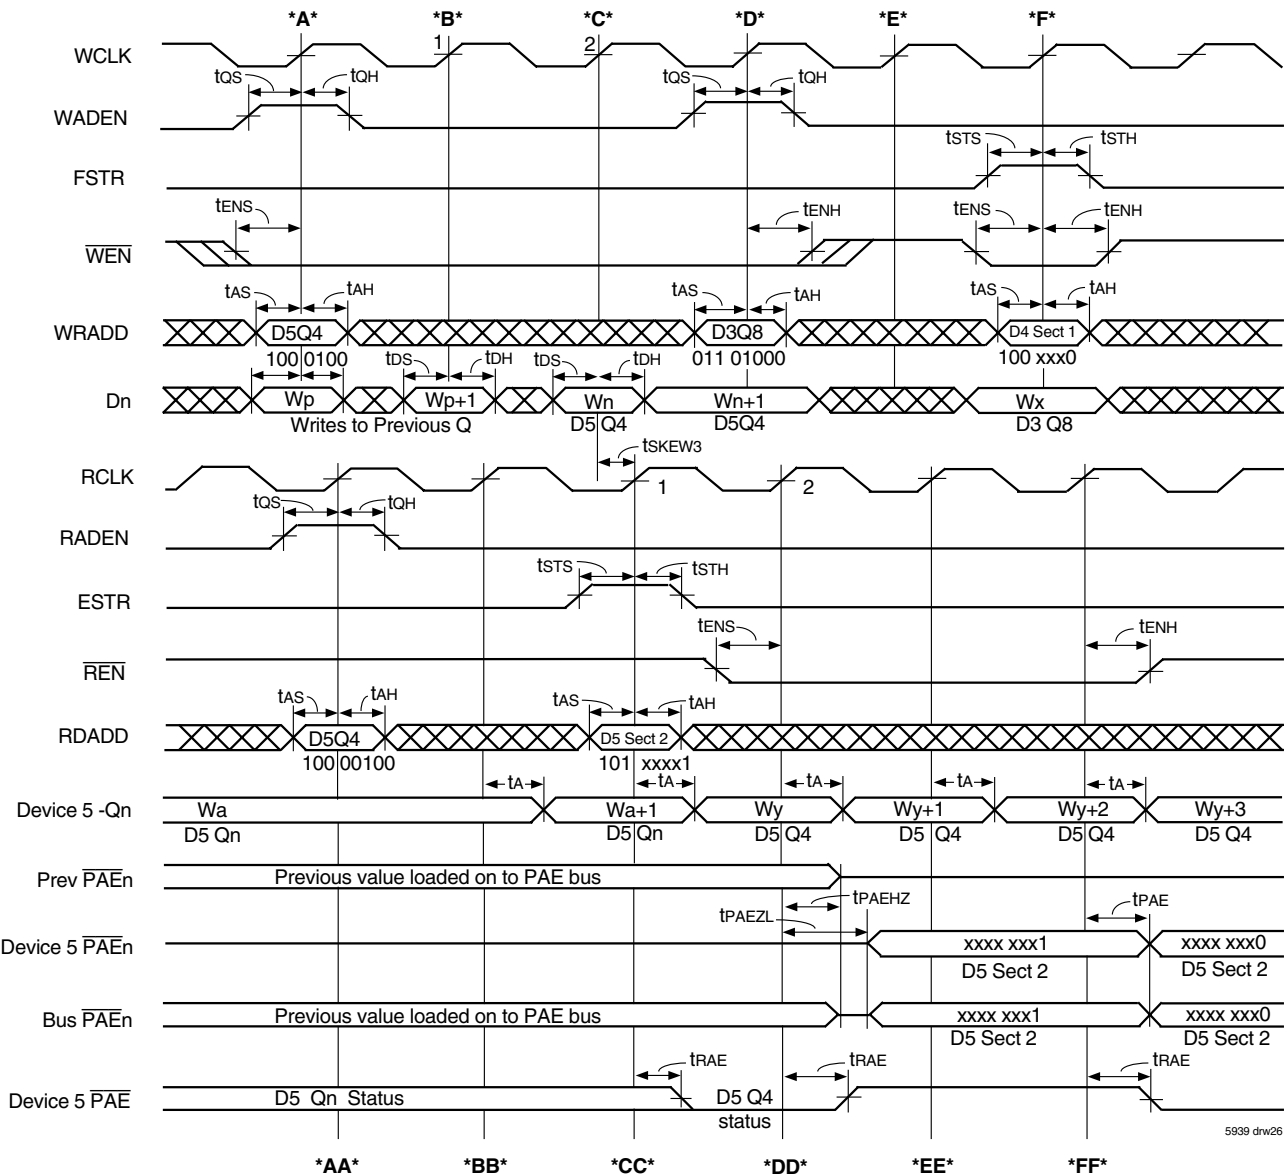 *A* *B* *C* *D* *E* *F*
WCLK 1 2
tQS tQH tQS tQH
WADEN
tSTS tSTH
FSTR
tENS tENH tENS tENH
WEN
tAS tAH tAS tAH tAS tAH
WRADD D5Q4 D3Q8 D4 Sect 1
100 0100 011 01000 100 xxx0
tDS tDH tDS tDH
Dn Wp Wp+1 Wn Wn+1 Wx
Writes to Previous Q D5 Q4 D5Q4 D3 Q8
tSKEW3
RCLK 1 2
tQS tQH
RADEN
tSTS tSTH
ESTR
tENS tENH
REN
tAS tAH tAS tAH
RDADD D5Q4 D5 Sect 2
100 00100 101 xxxx1
tA tA tA tA tA
Device 5 -Qn Wa Wa+1 Wy Wy+1 Wy+2 Wy+3
D5 Qn D5 Qn D5 Q4 D5 Q4 D5 Q4 D5 Q4
Prev PAEn Previous value loaded on to PAE bus
tPAEHZ tPAE
tPAEZL
Device 5 PAEn xxxx xxx1 xxxx xxx0
D5 Sect 2 D5 Sect 2
Bus PAEn Previous value loaded on to PAE bus xxxx xxx1 xxxx xxx0
D5 Sect 2 D5 Sect 2
tRAE tRAE tRAE
Device 5 PAE D5 Qn Status D5 Q4
status
5939 drw26
*AA* *BB* *CC* *DD* *EE* *FF*